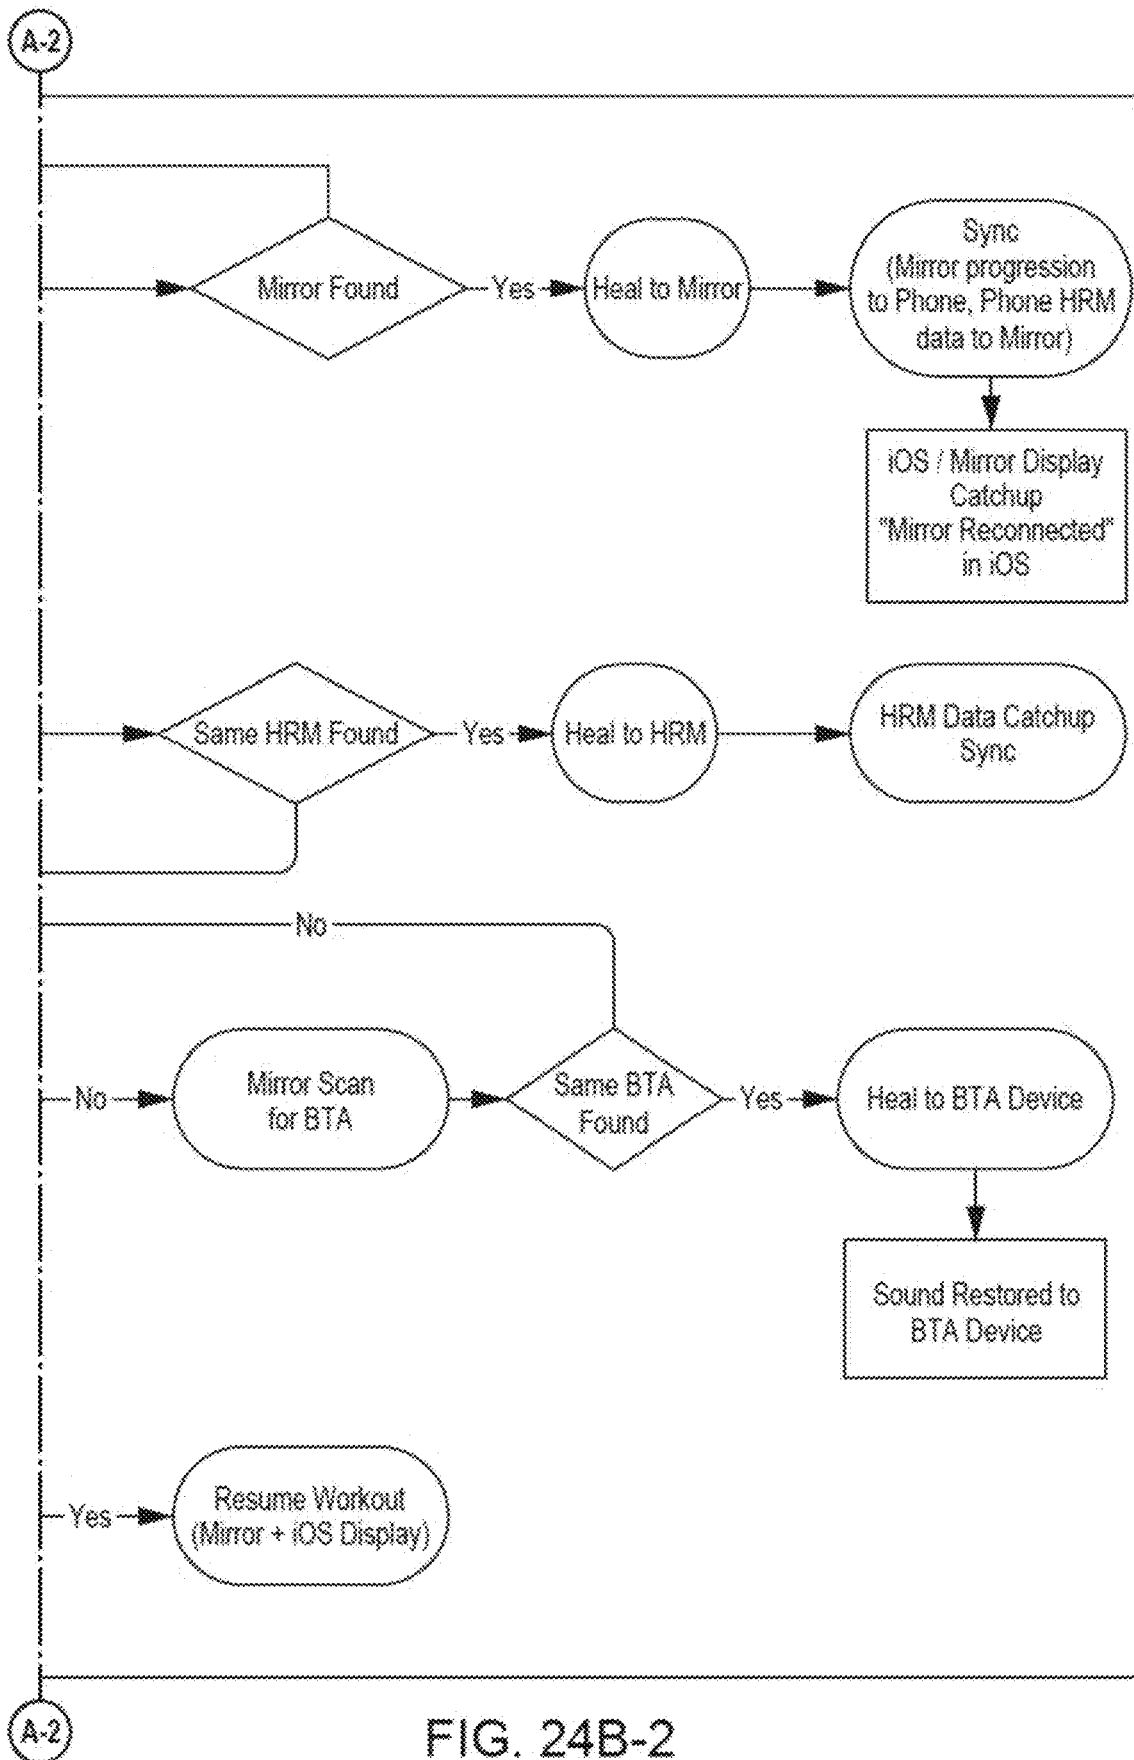 A-2
Mirror Found
Yes
Heal to Mirror
Sync
(Mirror progression
to Phone, Phone HRM
data to Mirror)
iOS / Mirror Display
Catchup
"Mirror Reconnected"
in iOS
Same HRM Found
Yes
Heal to HRM
HRM Data Catchup
Sync
No
No
Mirror Scan
for BTA
Same BTA
Found
Yes
Heal to BTA Device
Sound Restored to
BTA Device
Yes
Resume Workout
(Mirror + iOS Display)
A-2
FIG. 24B-2